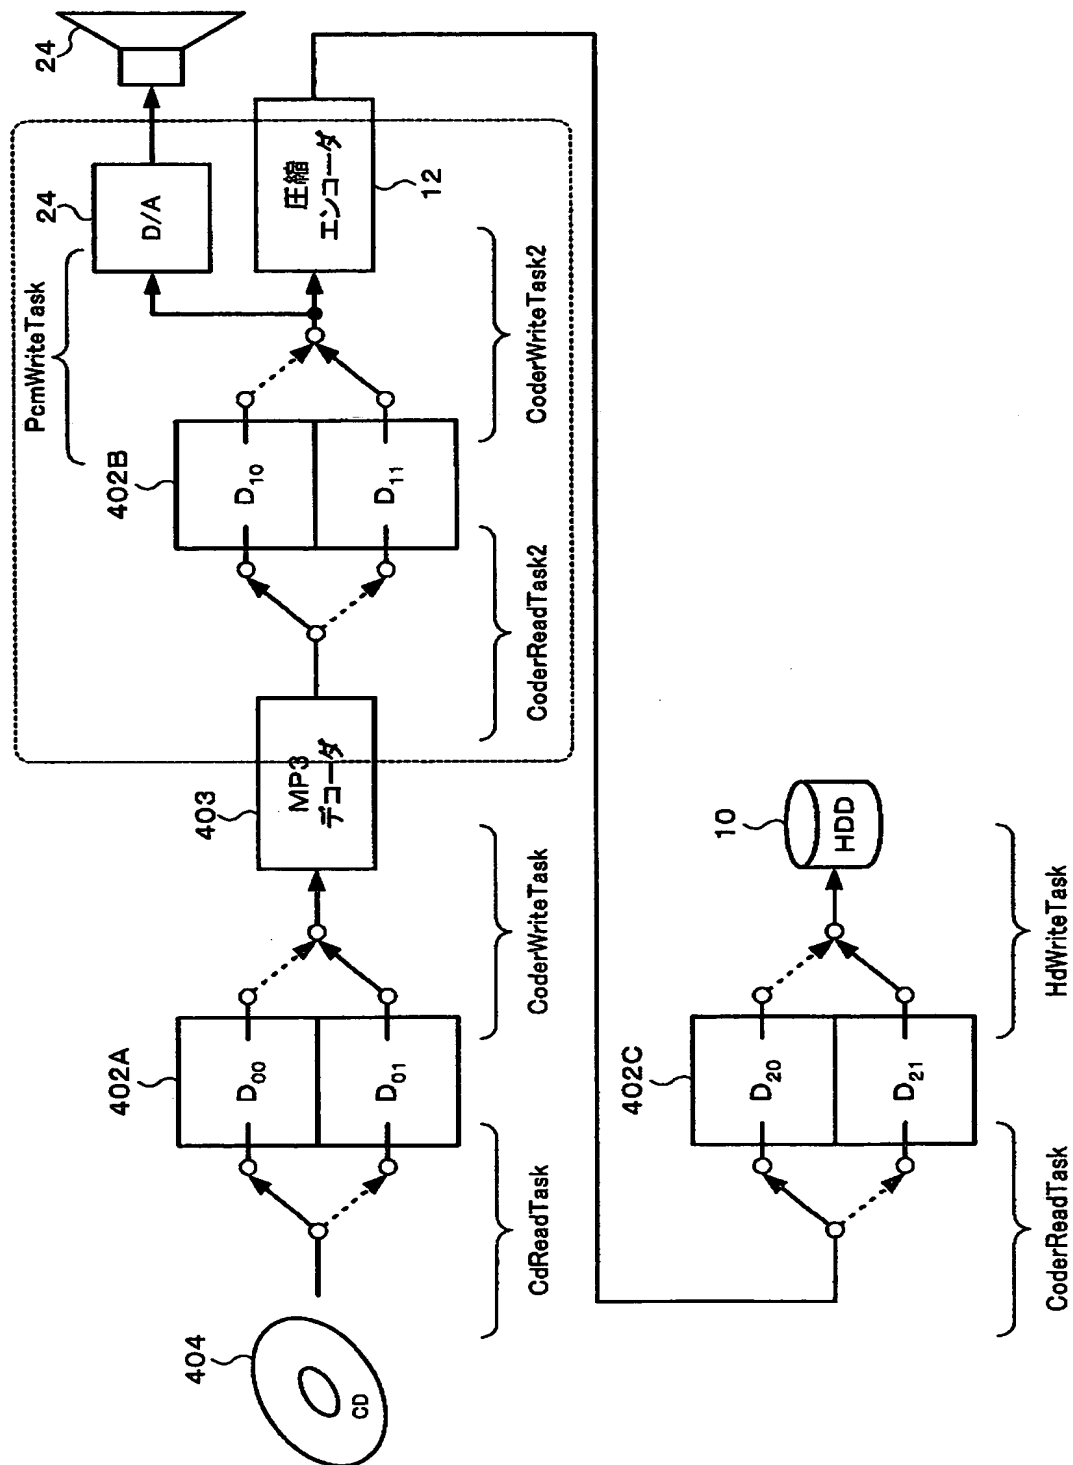 24
24
D/A
PcmWriteTask
圧縮
エンコーダ
12
CoderWriteTask2
402B
D10
D11
CoderReadTask2
403
MP3
デコーダ
CoderWriteTask
402A
D00
D01
CdReadTask
404
CD
10
HDD
HdWriteTask
402C
D20
D21
CoderReadTask